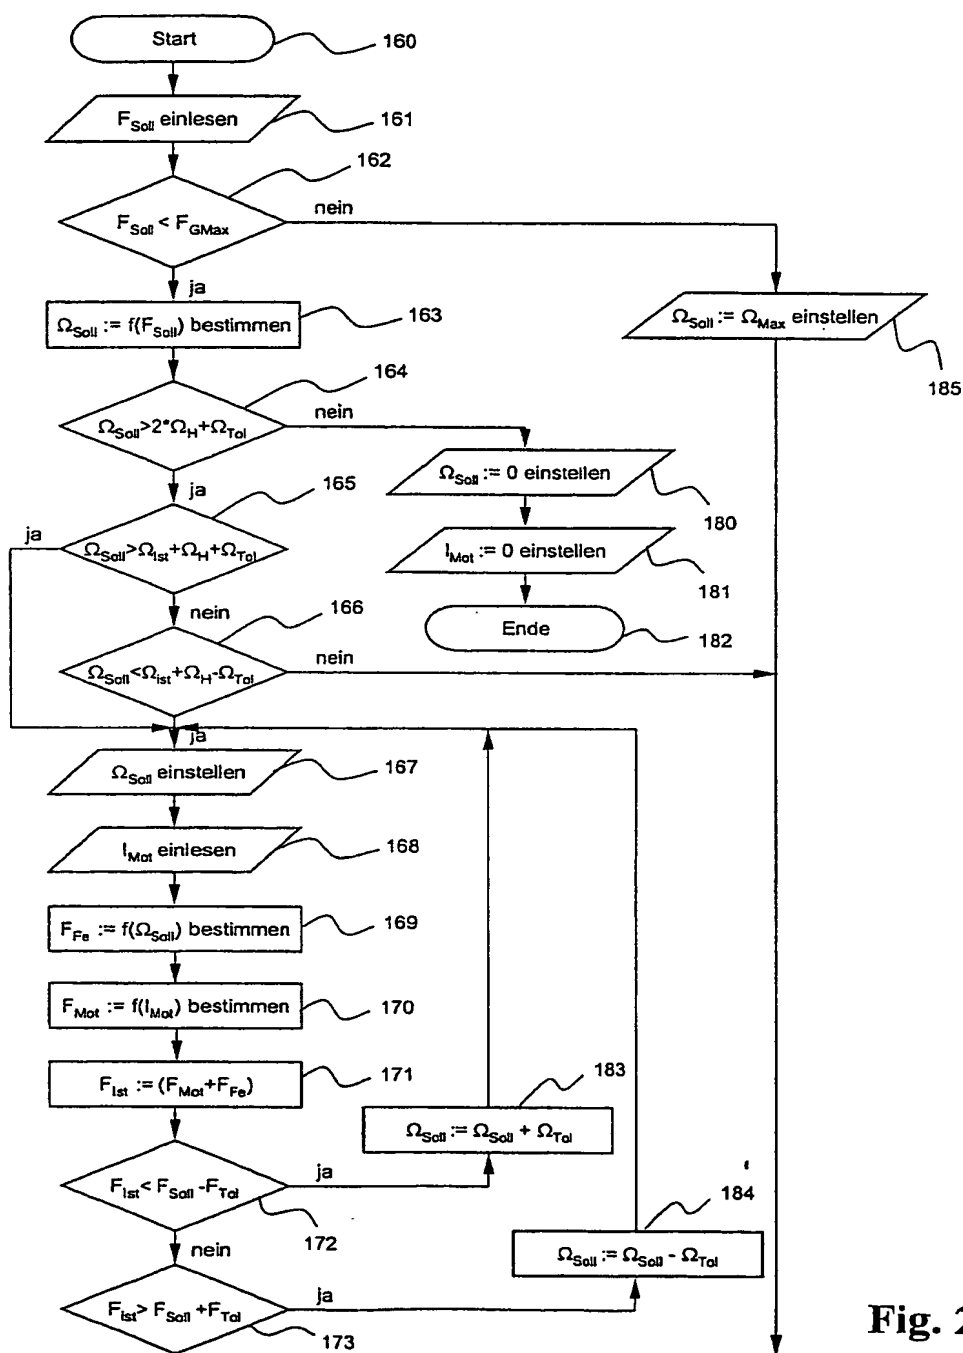 Start
160
F_Soll einlesen
161
162
F_Soll < F_GMax
nein
ja
Ω_Soll := f(F_Soll) bestimmen
163
Ω_Soll := Ω_Max einstellen
185
164
Ω_Soll>2*Ω_H+Ω_Tol
nein
ja
Ω_Soll := 0 einstellen
180
165
ja
Ω_Soll>Ω_Ist+Ω_H+Ω_Tol
I_Mot := 0 einstellen
181
nein
166
Ende
182
Ω_Soll<Ω_ist+Ω_H-Ω_Tol
nein
ja
Ω_Soll einstellen
167
I_Mot einlesen
168
F_Fe := f(Ω_Soll) bestimmen
169
F_Mot := f(I_Mot) bestimmen
170
F_Ist := (F_Mot+F_Fe)
171
183
Ω_Soll := Ω_Soll + Ω_Tol
F_Ist < F_Soll - F_Tol
ja
172
184
nein
Ω_Soll := Ω_Soll - Ω_Tol
F_ist > F_Soll + F_Tol
ja
173
Fig. 2